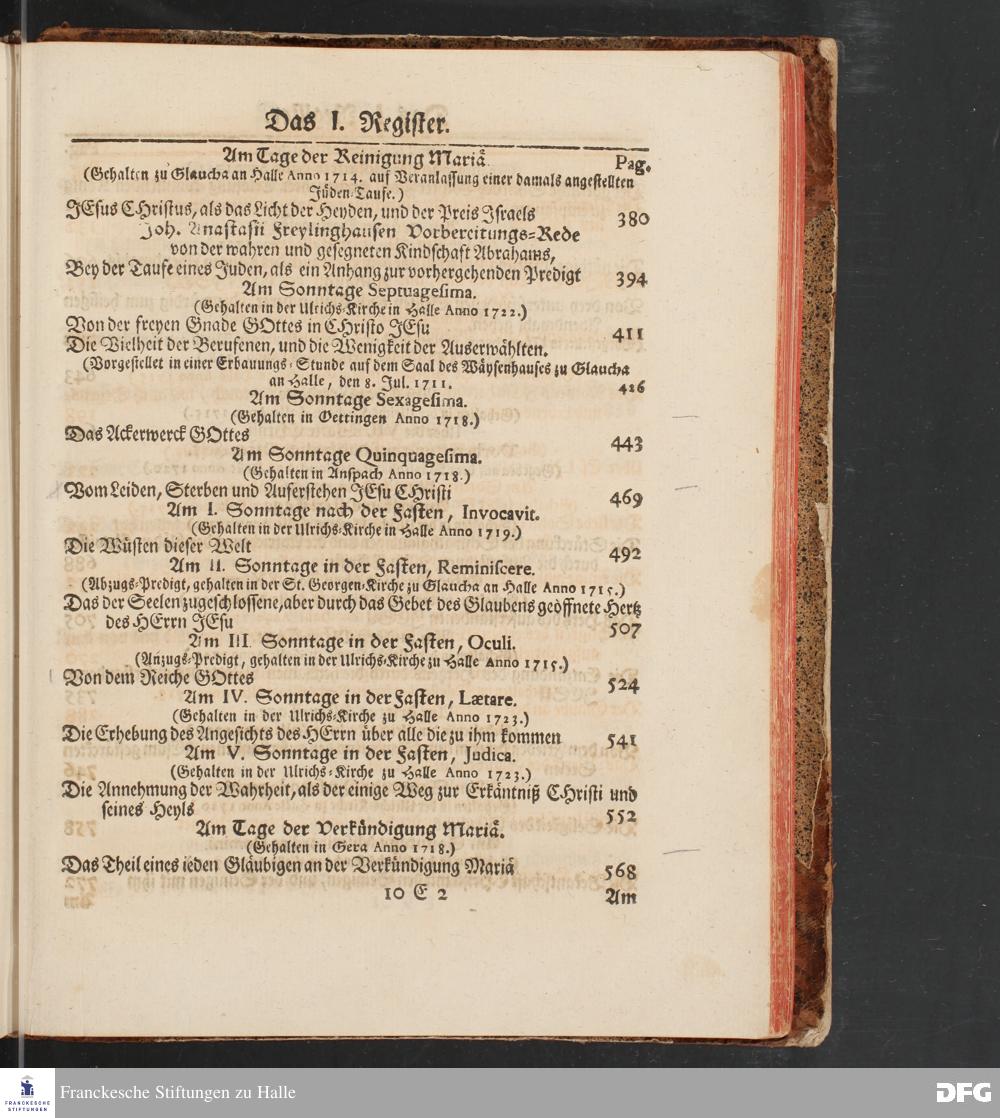 Das I. Register.
Am Tage der Reinigung Mariä. Pag.
(Gehalten zu Glaucha an Halle Anno 1714. auf Veranlassung einer damals angestellten
Jüden-Taufe.)
JEsus CHristus, als das Licht der Heyden, und der Preis Israels 380
Joh. Anastasii Freylinghausen Vorbereitungs-Rede
von der wahren und gesegneten Kindschaft Abrahams,
Bey der Taufe eines Juden, als ein Anhang zur vorhergehenden Predigt 394
Am Sonntage Septuagesima.
(Gehalten in der Ulrichs-Kirche in Halle Anno 1722.)
Von der freyen Gnade GOttes in CHristo JEsu 411
Die Vielheit der Berufenen, und die Wenigkeit der Auserwählten.
(Vorgestellet in einer Erbauungs-Stunde auf dem Saal des Wäysenhauses zu Glaucha
an Halle, den 8. Jul. 1711. 426
Am Sonntage Sexagesima.
(Gehalten in Oettingen Anno 1718.)
Das Ackerwerck GOttes 443
Am Sonntage Quinquagesima.
(Gehalten in Anspach Anno 1718.)
Vom Leiden, Sterben und Auferstehen JEsu CHristi 469
Am I. Sonntage nach der Fasten, Invocavit.
(Gehalten in der Ulrichs-Kirche in Halle Anno 1719.)
Die Wüsten dieser Welt 492
Am II. Sonntage in der Fasten, Reminiscere.
(Abzugs-Predigt, gehalten in der St. Georgen-Kirche zu Glaucha an Halle Anno 1715.)
Das der Seelen zugeschlossene, aber durch das Gebet des Glaubens geöffnete Hertz
des HErrn JEsu 507
Am III. Sonntage in der Fasten, Oculi.
(Anzugs-Predigt, gehalten in der Ulrichs-Kirche zu Halle Anno 1715.)
Von dem Reiche GOttes 524
Am IV. Sonntage in der Fasten, Lætare.
(Gehalten in der Ulrichs-Kirche zu Halle Anno 1723.)
Die Erhebung des Angesichts des HErrn über alle die zu ihm kommen 541
Am V. Sonntage in der Fasten, Judica.
(Gehalten in der Ulrichs-Kirche zu Halle Anno 1723.)
Die Annehmung der Wahrheit, als der einige Weg zur Erkäntniß CHristi und
seines Heyls 552
Am Tage der Verkündigung Mariä.
(Gehalten in Gera Anno 1718.)
Das Theil eines ieden Gläubigen an der Verkündigung Mariä 568
10 E 2 Am
FRANCKESCHE
STIFTUNGEN
Franckesche Stiftungen zu Halle
DFG